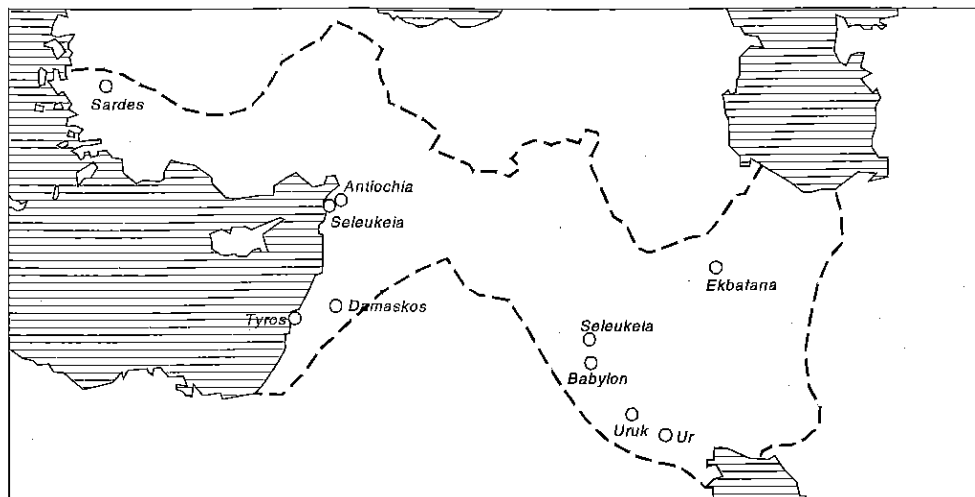 Sardes
Antiochia
Seleukeia
Ekbatana
Damaskos
Tyros
Seleukeia
Babylon
Uruk
Ur